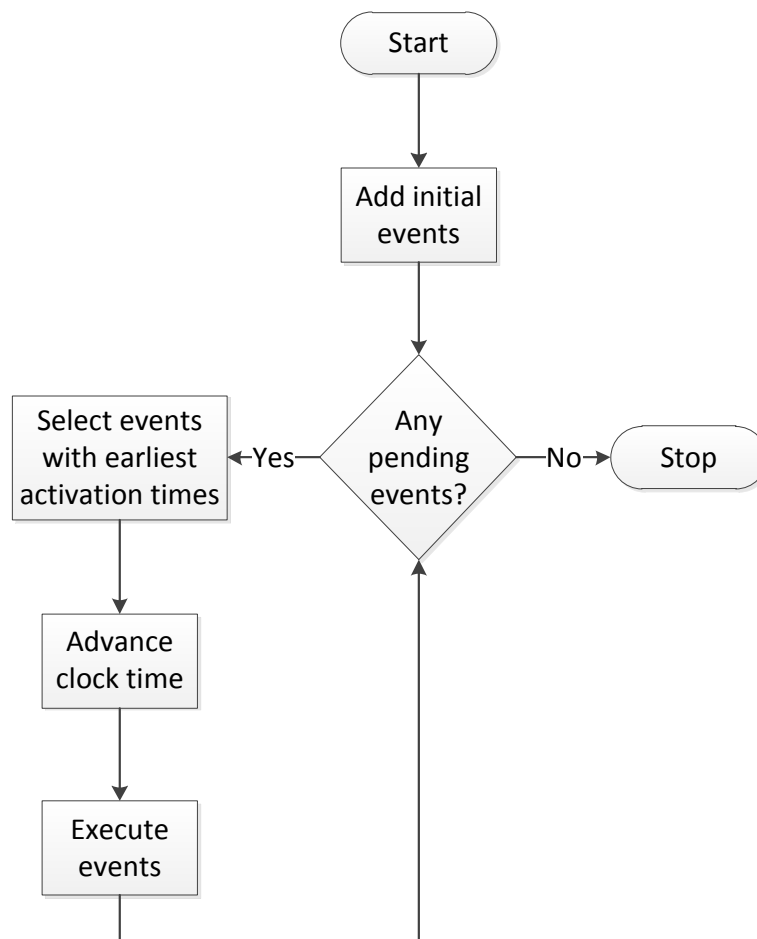 Start
Add initial
events
Any
pending
events?
Yes
No
Stop
Select events
with earliest
activation times
Advance
clock time
Execute
events